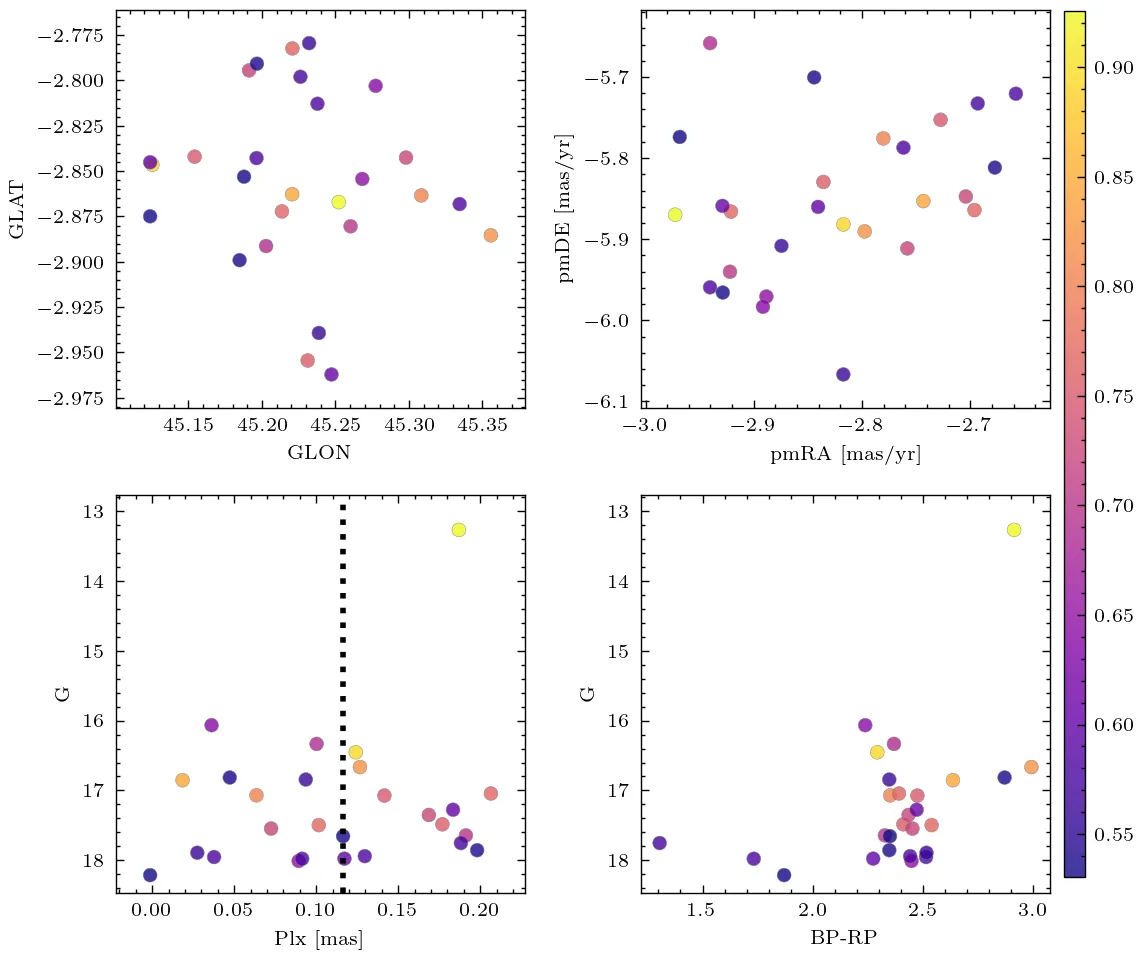 −2.775
−2.800
−2.825
−2.850
−2.875
−2.900
−2.925
−2.950
−2.975
GLAT
45.15 45.20 45.25 45.30 45.35
GLON
−5.7
−5.8
−5.9
−6.0
−6.1
pmDE [mas/yr]
−3.0 −2.9 −2.8 −2.7
pmRA [mas/yr]
13
14
15
16
17
18
G
0.00 0.05 0.10 0.15 0.20
Plx [mas]
13
14
15
16
17
18
G
1.5 2.0 2.5 3.0
BP-RP
0.90
0.85
0.80
0.75
0.70
0.65
0.60
0.55